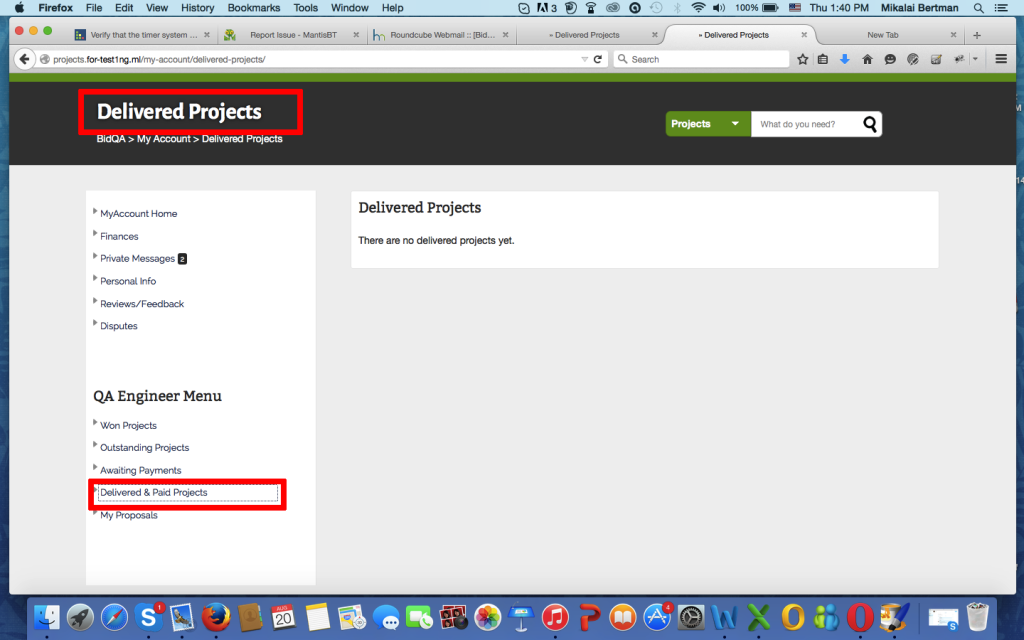 Firefox File Edit View History Bookmarks Tools Window Help 3 100% Thu 1:40 PM Mikalai Bertman
Verify that the timer system ... Report Issue - MantisBT Roundcube Webmail :: [Bid... » Delivered Projects » Delivered Projects New Tab
projects.for-test1ng.ml/my-account/delivered-projects/ Search
Delivered Projects
BidQA > My Account > Delivered Projects
Projects What do you need?
MyAccount Home
Finances
Private Messages 2
Personal Info
Reviews/Feedback
Disputes
Delivered Projects
There are no delivered projects yet.
QA Engineer Menu
Won Projects
Outstanding Projects
Awaiting Payments
Delivered & Paid Projects
My Proposals
1 AUG 20 4